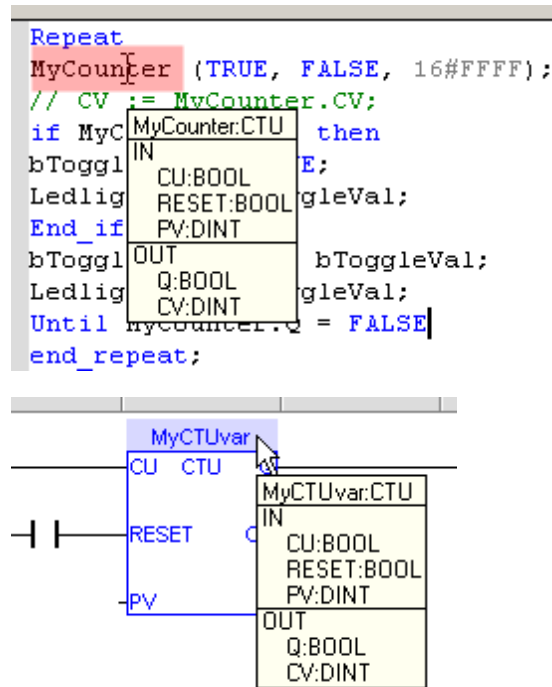 Repeat
MyCounter (TRUE, FALSE, 16#FFFF);
// CV := MyCounter.CV;
if MyC then
bToggl E;
Ledlig gleVal;
End_if
bToggl bToggleVal;
Ledlig gleVal;
Until MyCounter.Q = FALSE
end_repeat;
MyCounter:CTU
IN
CU:BOOL
RESET:BOOL
PV:DINT
OUT
Q:BOOL
CV:DINT
MyCTUvar
CU CTU Q
RESET C
PV
MyCTUvar:CTU
IN
CU:BOOL
RESET:BOOL
PV:DINT
OUT
Q:BOOL
CV:DINT